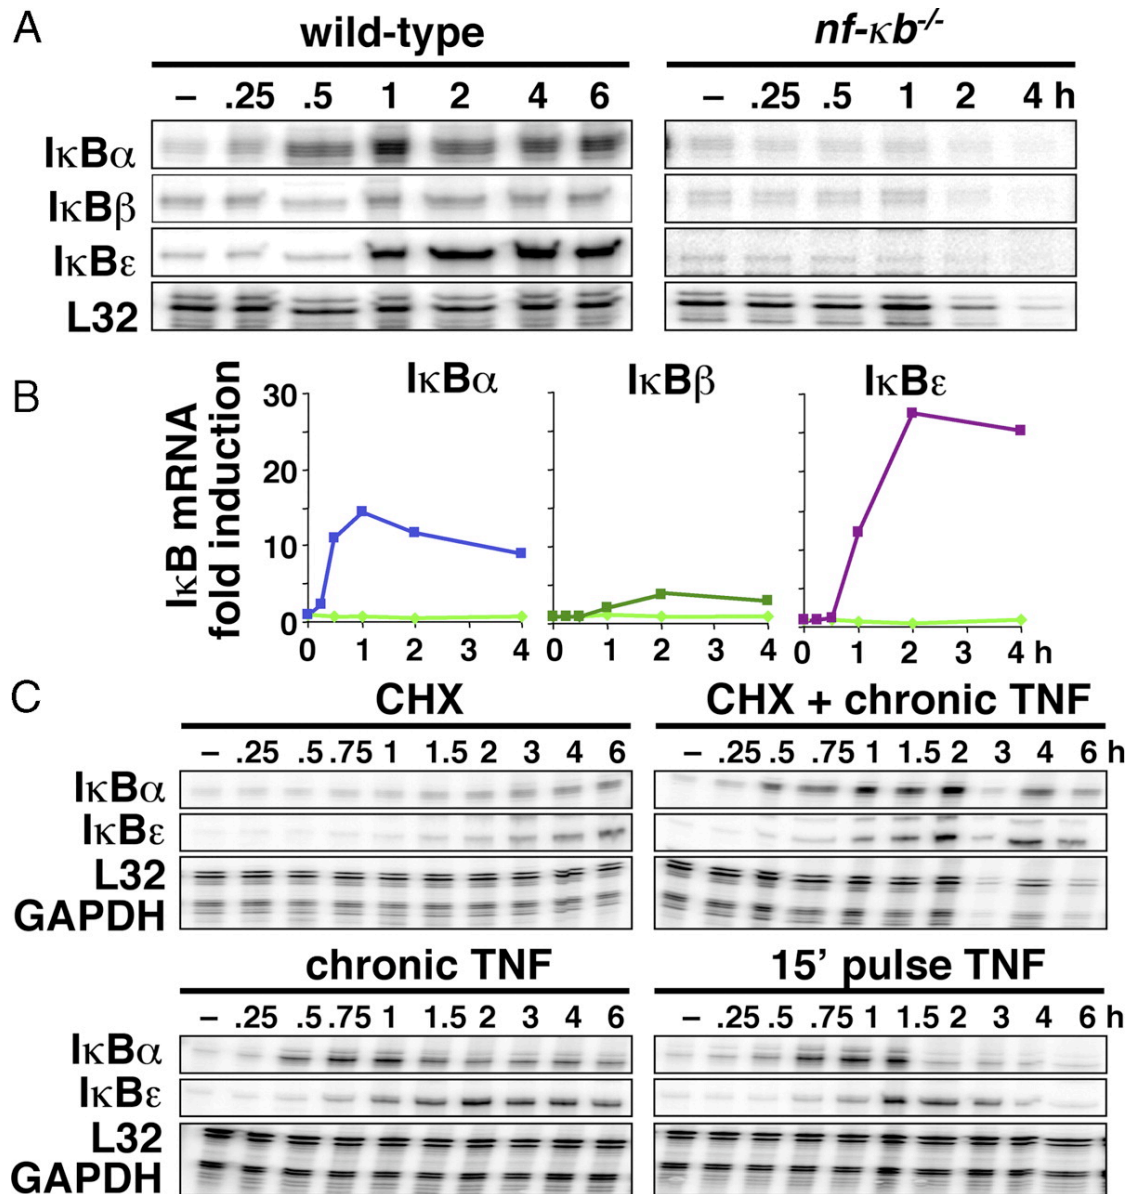 A
wild-type
nf-κb-/-
– .25 .5 1 2 4 6
– .25 .5 1 2 4 h
IκBα
IκBβ
IκBε
L32
B
IκB mRNA
fold induction
IκBα
IκBβ
IκBε
30
20
10
0
0 1 2 3 4
0 1 2 3 4
0 1 2 3 4 h
C
CHX
CHX + chronic TNF
– .25 .5 .75 1 1.5 2 3 4 6
– .25 .5 .75 1 1.5 2 3 4 6 h
IκBα
IκBε
L32
GAPDH
chronic TNF
15' pulse TNF
– .25 .5 .75 1 1.5 2 3 4 6
– .25 .5 .75 1 1.5 2 3 4 6 h
IκBα
IκBε
L32
GAPDH